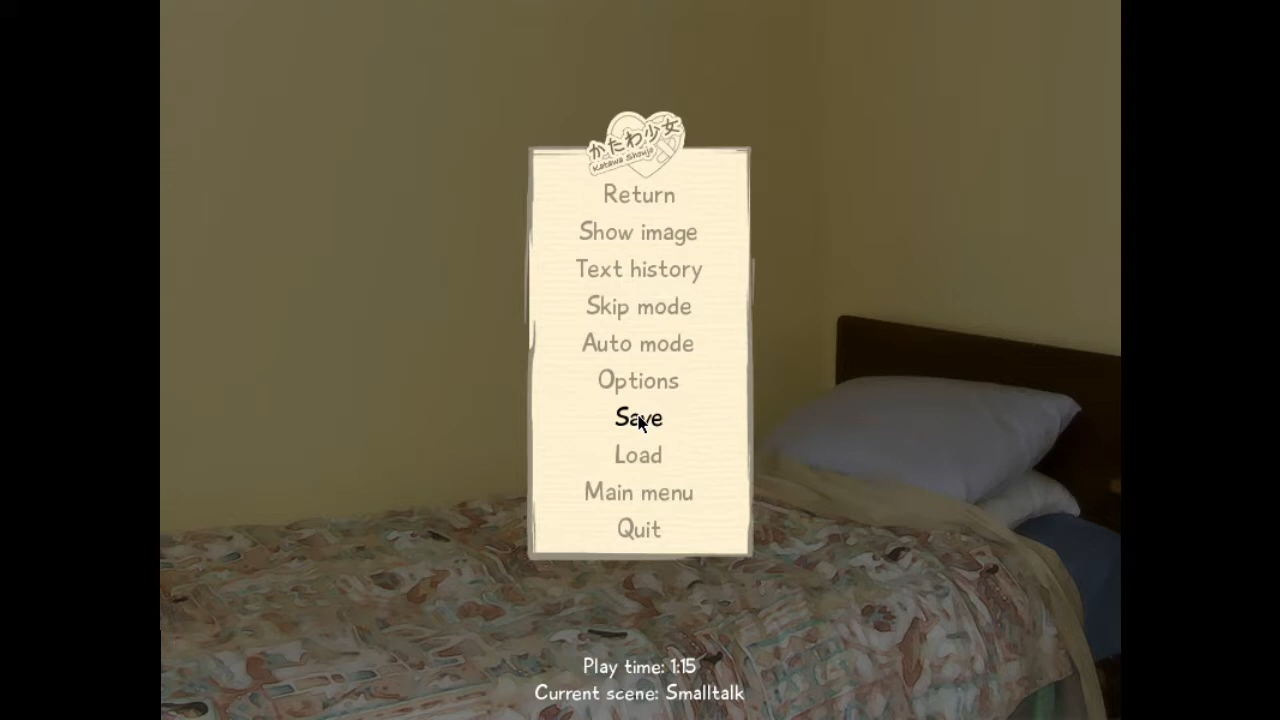 かたわ少女
Katawa Shoujo
Return
Show image
Text history
Skip mode
Auto mode
Options
Save
Load
Main menu
Quit
Play time: 1:15
Current scene: Smalltalk